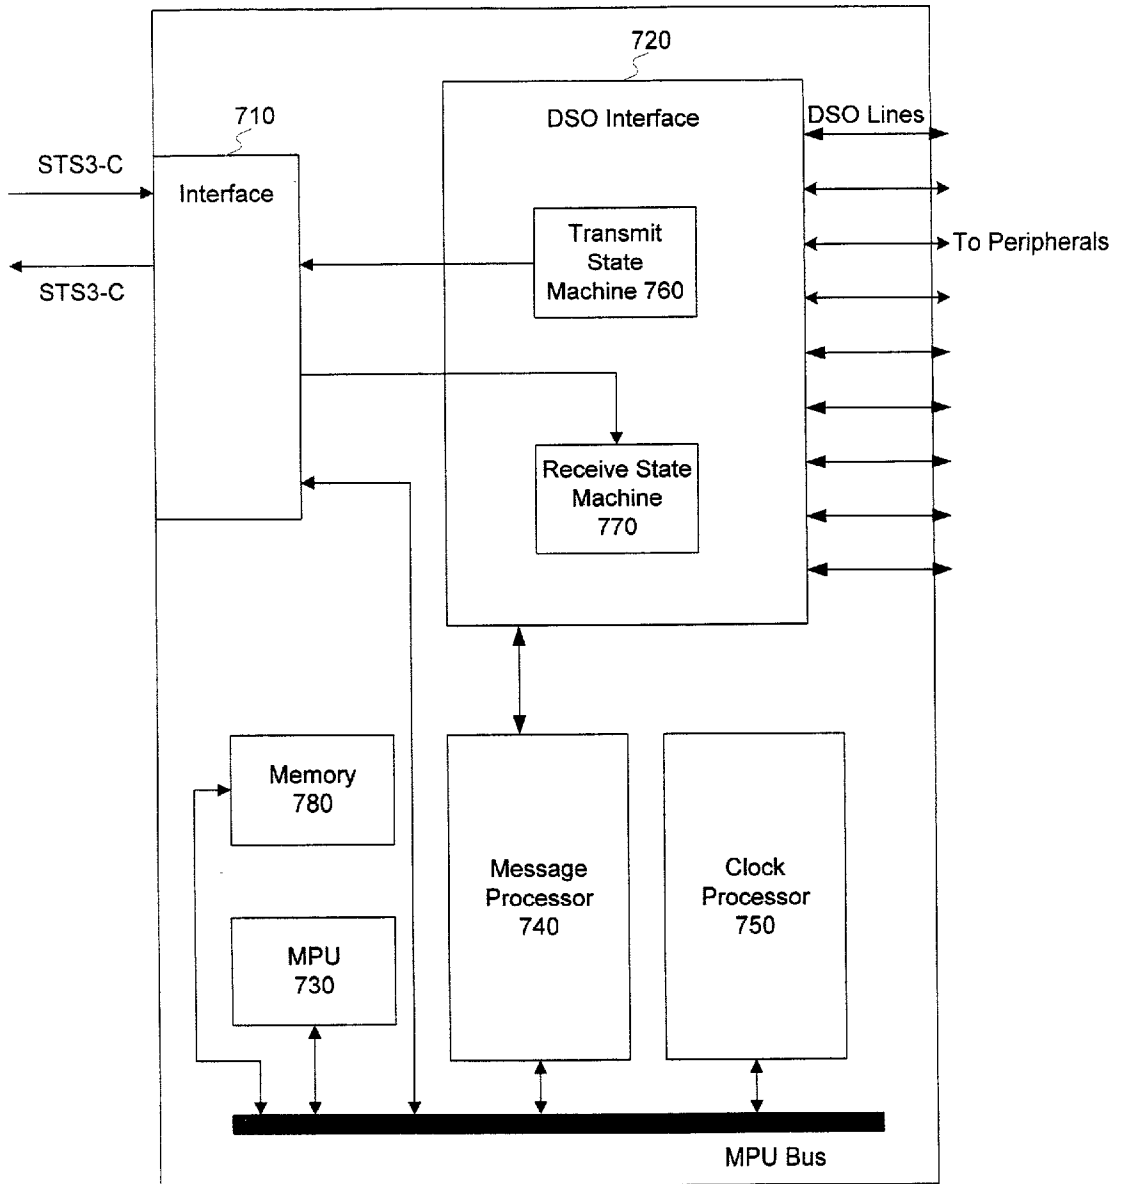 720
710
DSO Interface
DSO Lines
STS3-C
Interface
Transmit
State
Machine 760
To Peripherals
STS3-C
Receive State
Machine
770
Memory
780
Message
Processor
740
Clock
Processor
750
MPU
730
MPU Bus